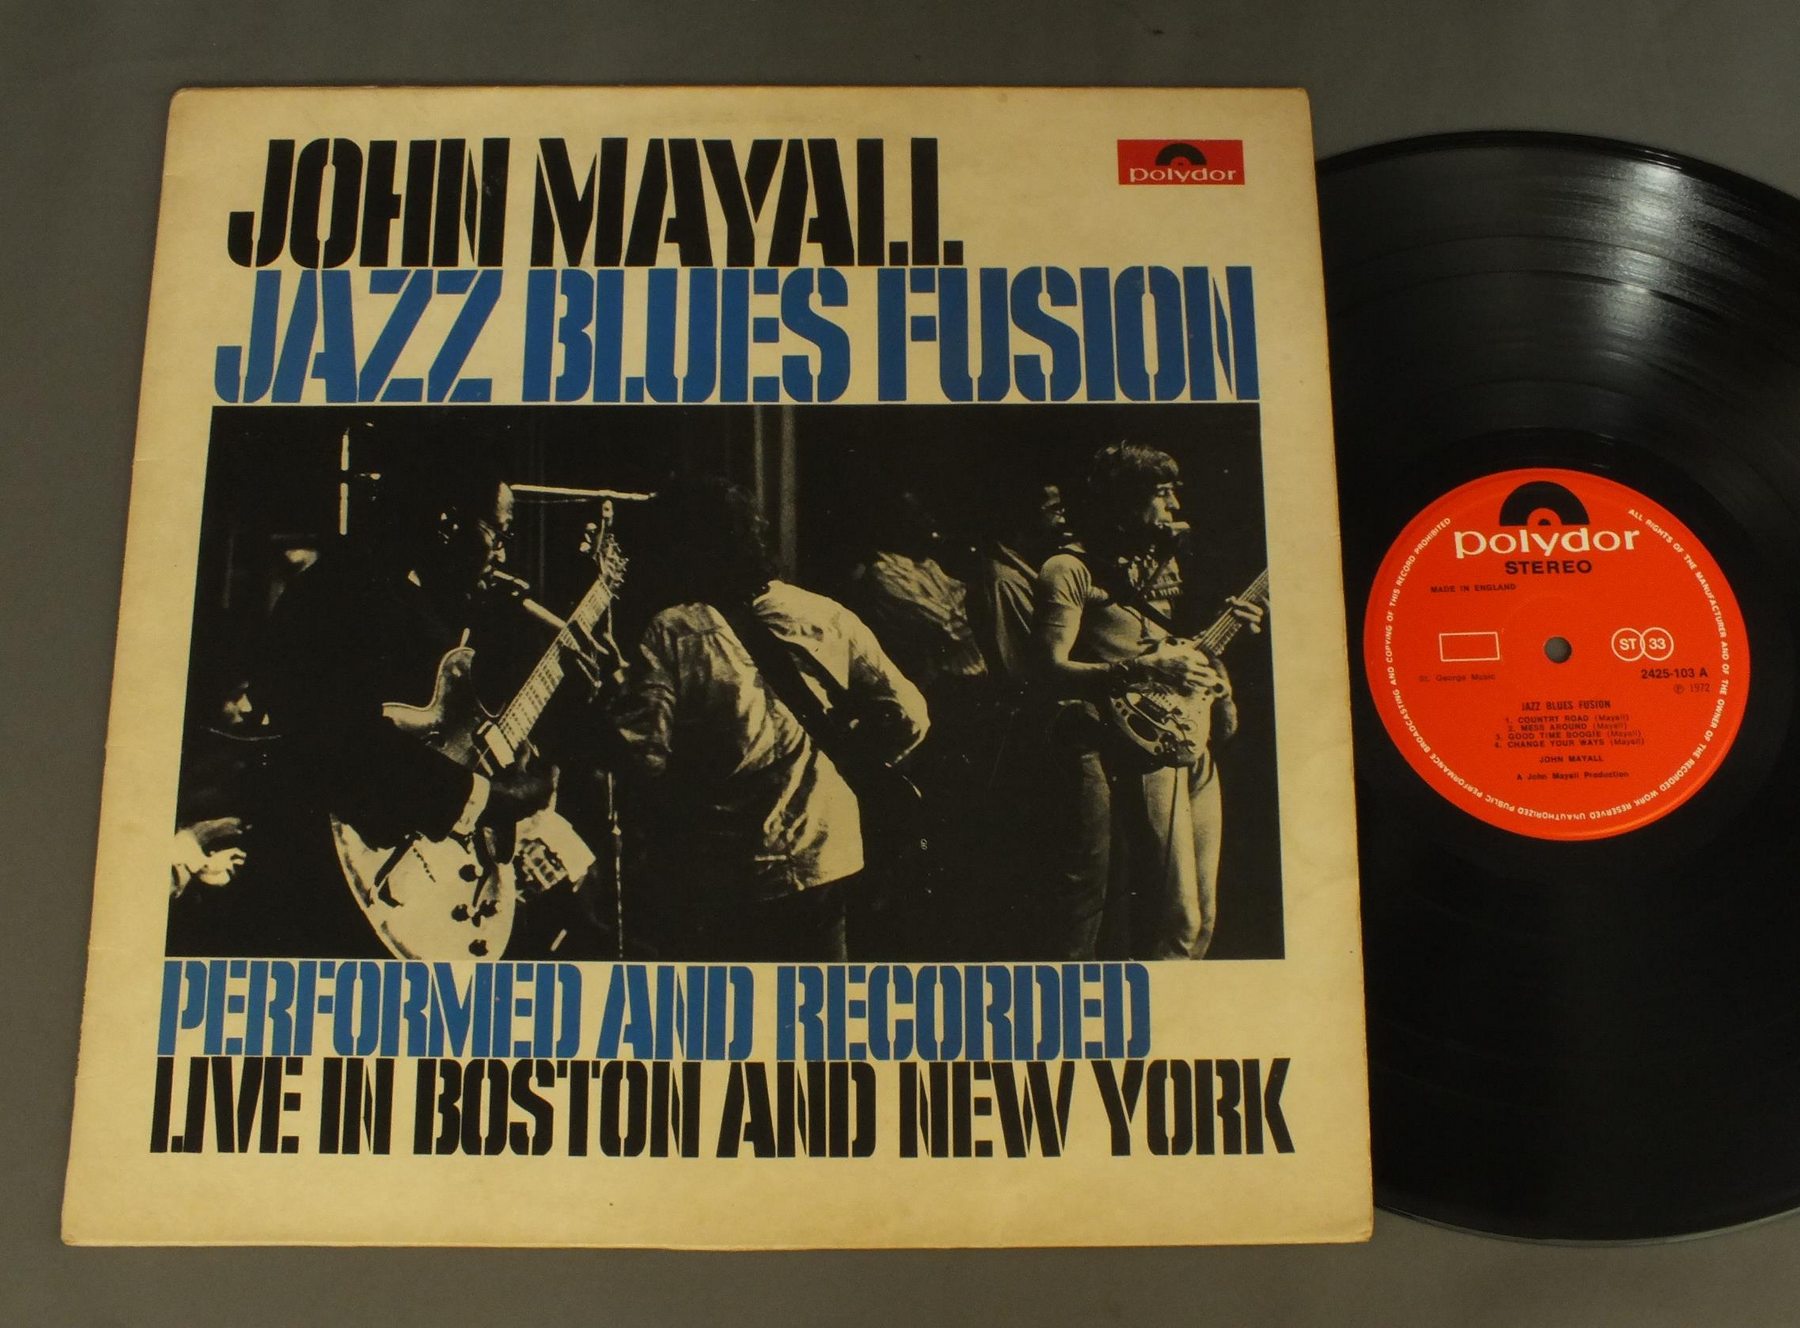 JOHN MAYALL
polydor
JAZZ BLUES FUSION
PERFORMED AND RECORDED
LIVE IN BOSTON AND NEW YORK
polydor
STEREO
MADE IN ENGLAND
ST 33
St. George Music
2425-103 A
℗ 1972
JAZZ BLUES FUSION
1. COUNTRY ROAD (Mayall)
2. MESS AROUND (Mayall)
3. GOOD TIME BOOGIE (Mayall)
4. CHANGE YOUR WAYS (Mayall)
JOHN MAYALL
A John Mayall Production
ALL RIGHTS OF THE MANUFACTURER AND OF THE OWNER OF THE RECORDED WORK RESERVED UNAUTHORIZED PUBLIC PERFORMANCE BROADCASTING AND COPYING OF THIS RECORD PROHIBITED